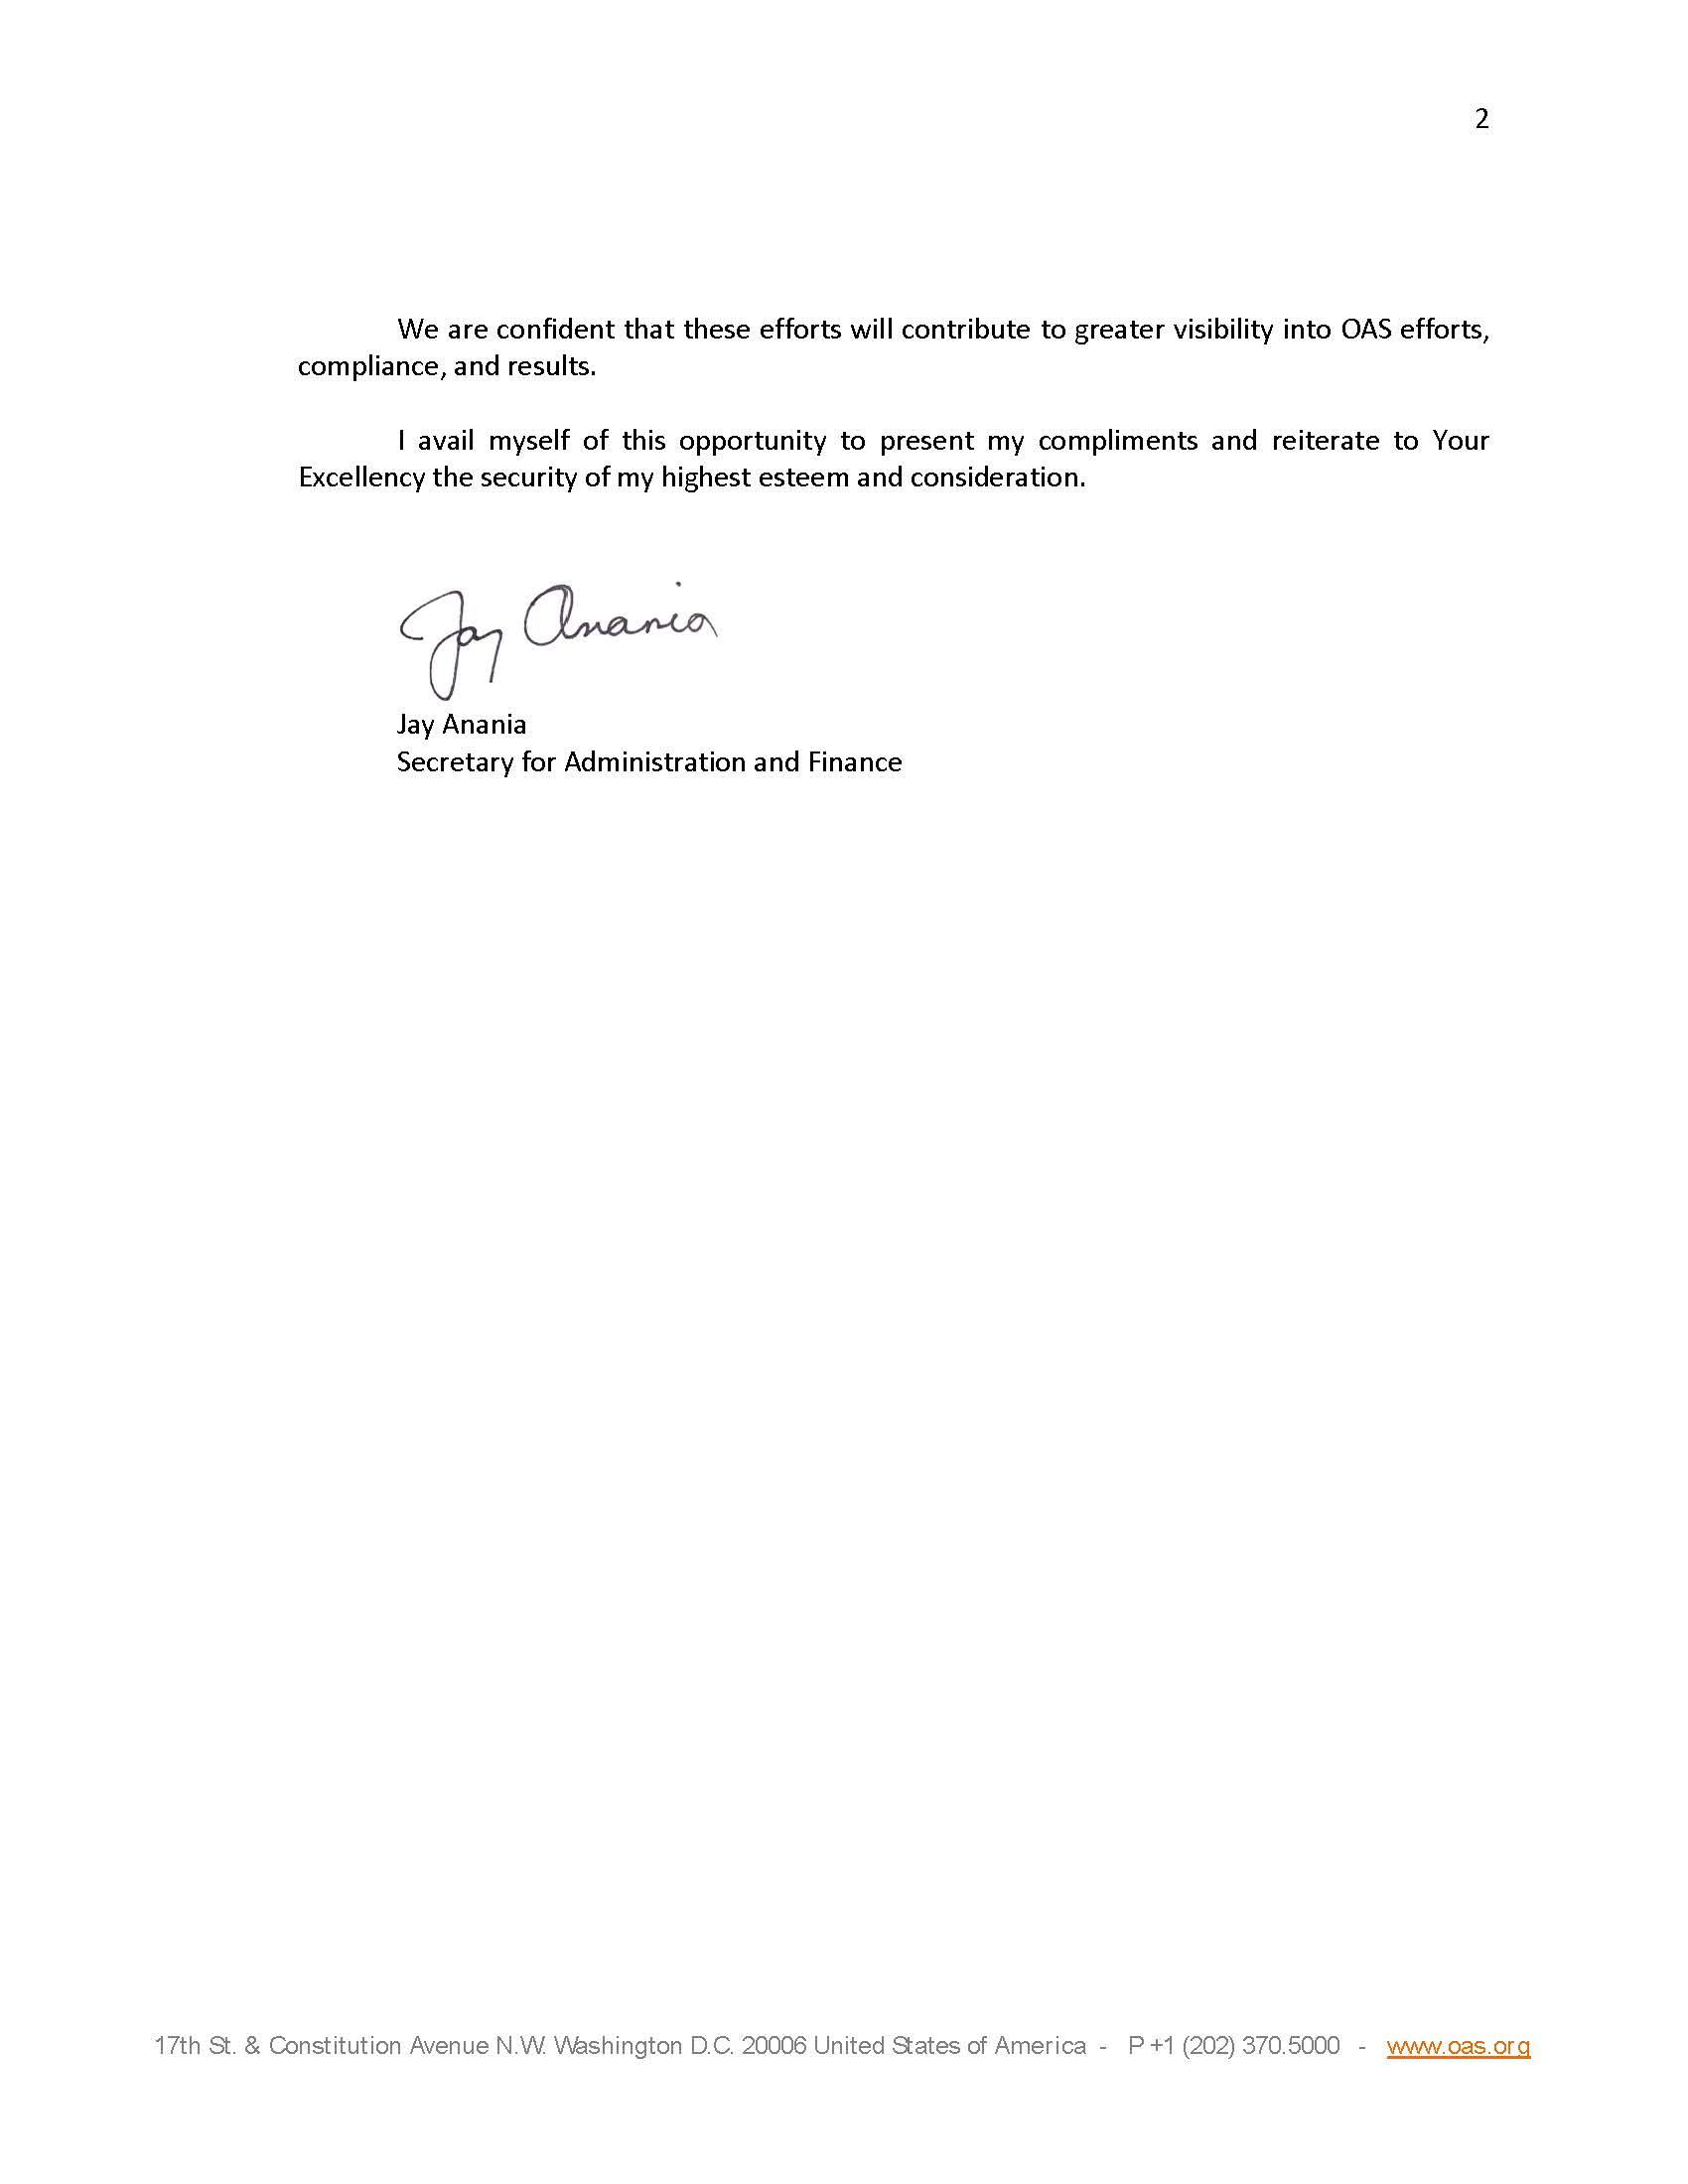 2
We are confident that these efforts will contribute to greater visibility into OAS efforts,
compliance, and results.
I avail myself of this opportunity to present my compliments and reiterate to Your
Excellency the security of my highest esteem and consideration.
Jay Anania
Jay Anania
Secretary for Administration and Finance
17th St. & Constitution Avenue N.W. Washington D.C. 20006 United States of America - P +1 (202) 370.5000 - www.oas.org